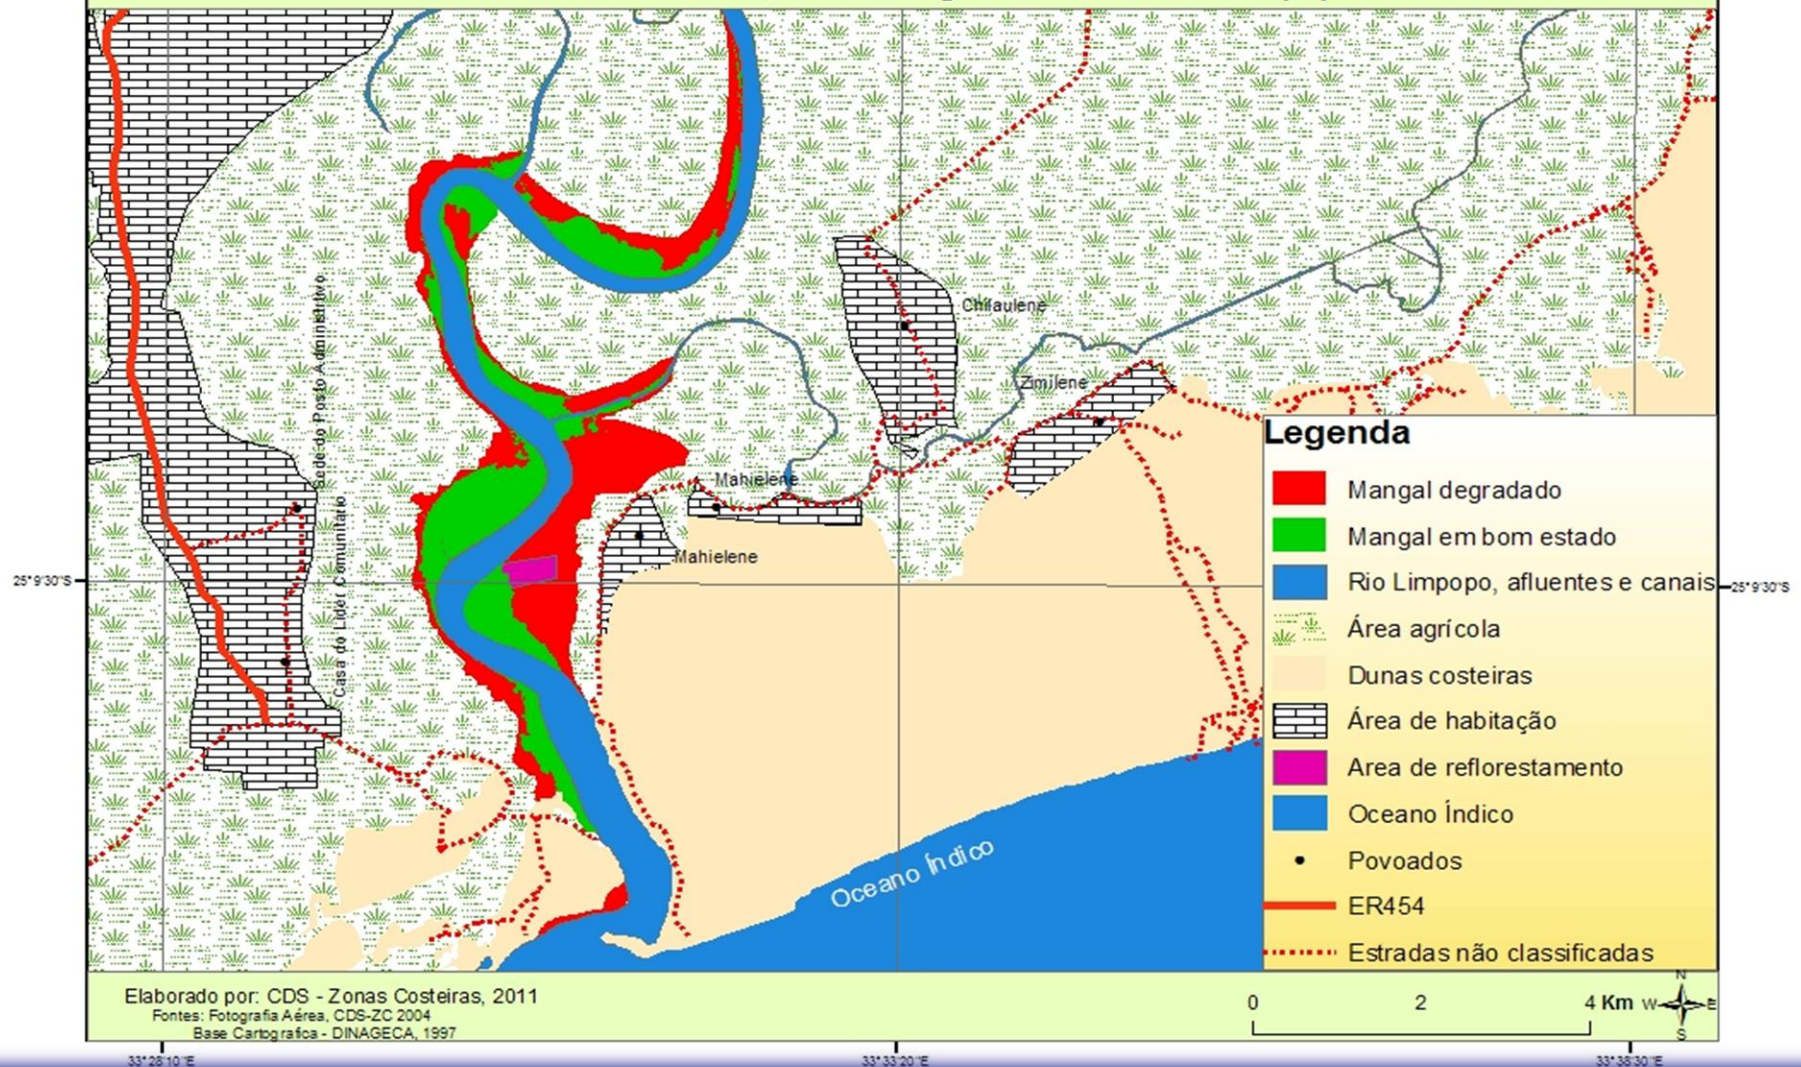 Sede do Posto Administrivo
Casa do Lider Comunitário
Chilaulene
Zimilene
Mahielene
Mahielene
25°9'30"S
25°9'30"S
Oceano Índico
Legenda
Mangal degradado
Mangal em bom estado
Rio Limpopo, afluentes e canais
Área agrícola
Dunas costeiras
Área de habitação
Area de reflorestamento
Oceano Índico
Povoados
ER454
Estradas não classificadas
Elaborado por: CDS - Zonas Costeiras, 2011
Fontes: Fotografia Aérea, CDS-ZC 2004
Base Cartografica - DINAGECA, 1997
0 2 4 Km
N
W E
S
33°28'10"E
33°33'20"E
33°38'30"E